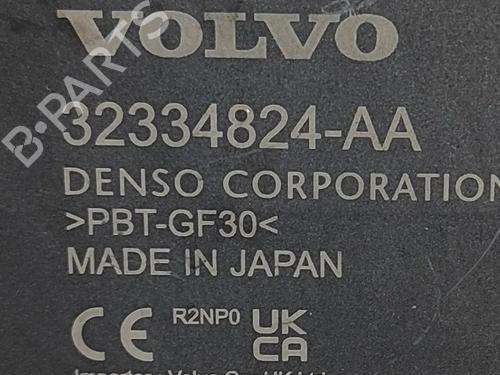 VOLVO
B-PARTS
32334824-AA
DENSO CORPORATION
>PBT-GF30<
MADE IN JAPAN
CE R2NP0 UK
CA